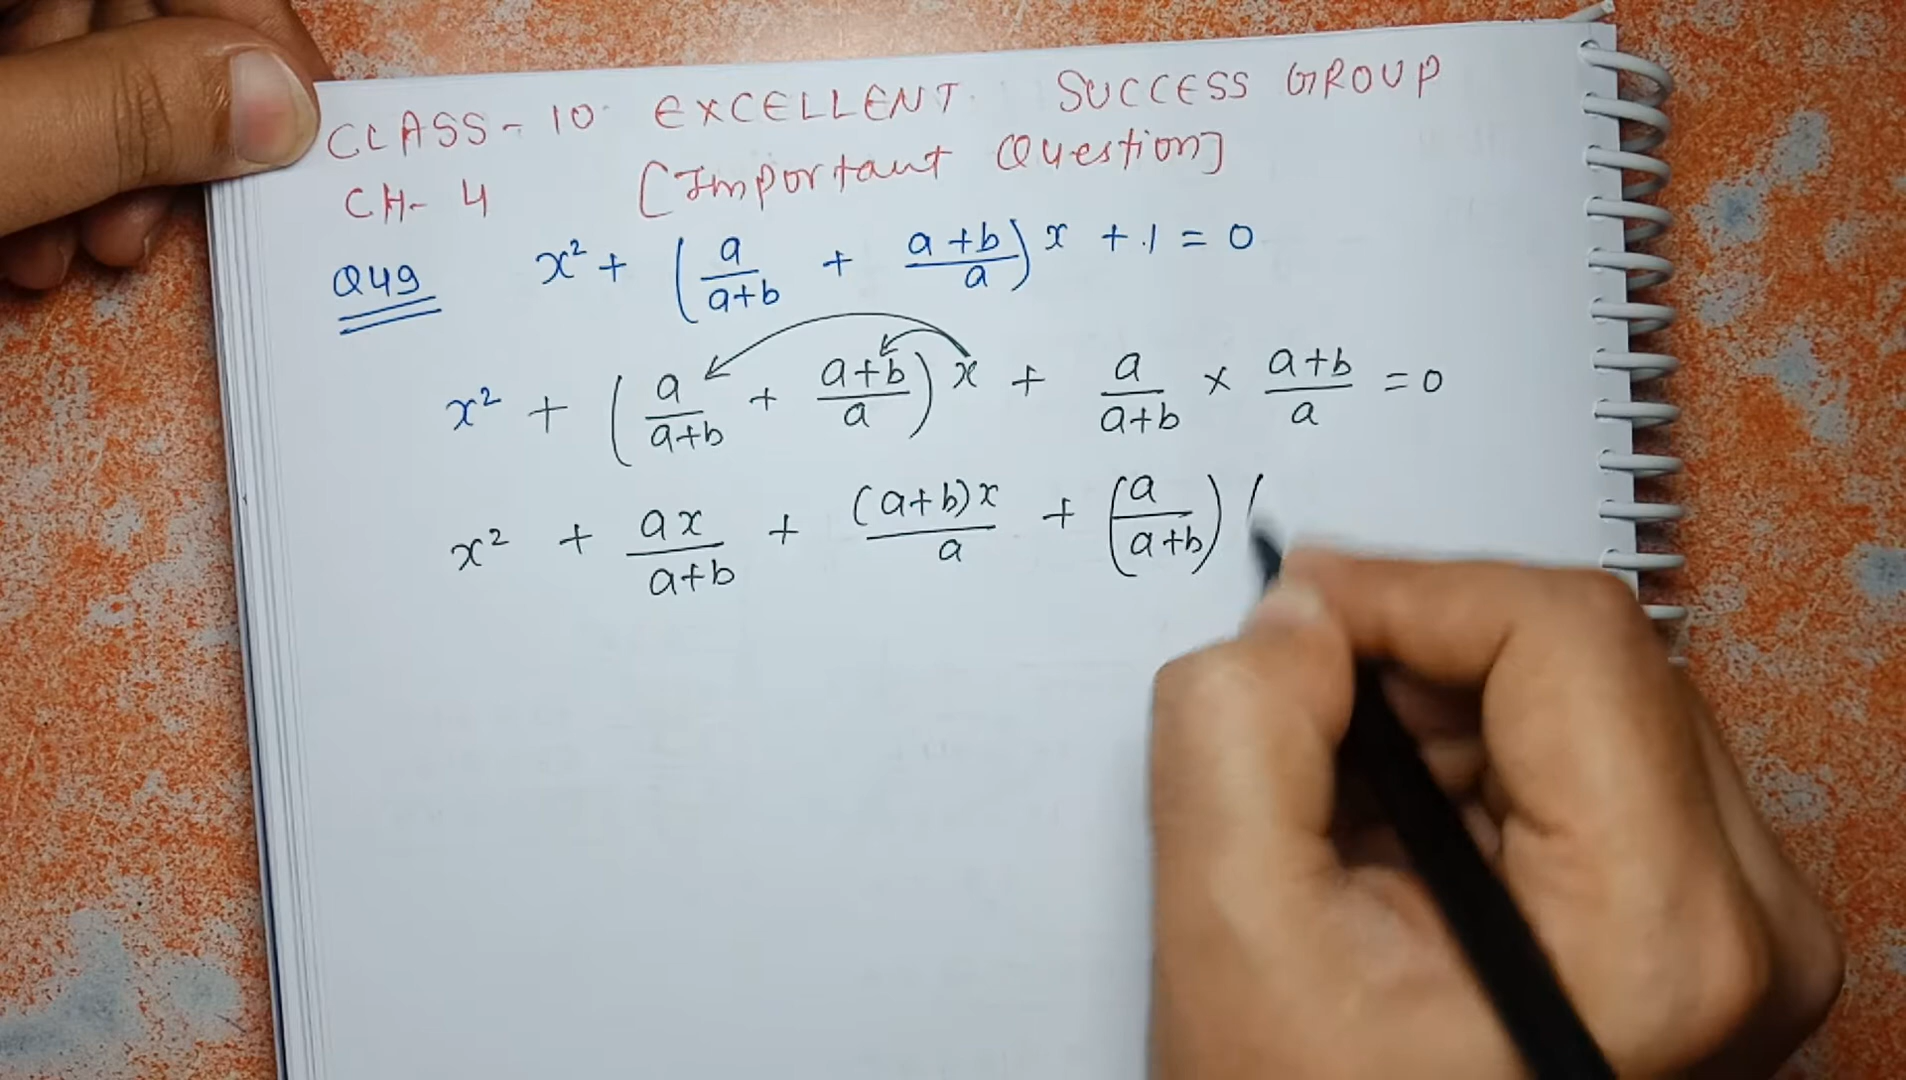 CLASS - 10 EXCELLENT SUCCESS GROUP
CH- 4 [Important Question]
Q49 x² + (a/(a+b) + (a+b)/a) x + 1 = 0
x² + (a/(a+b) + (a+b)/a) x + a/(a+b) × (a+b)/a = 0
x² + ax/(a+b) + (a+b)x/a + (a/(a+b)) (